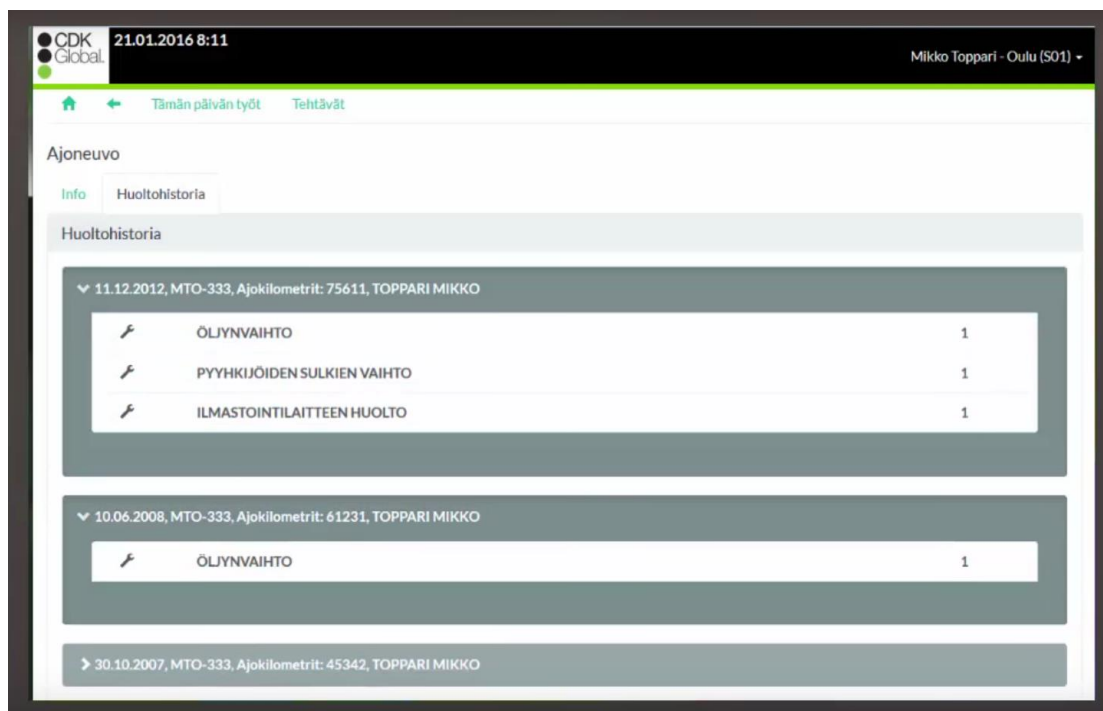 CDK
Global.
21.01.2016 8:11
Mikko Toppari - Oulu (S01)
Tämän päivän työt Tehtävät
Ajoneuvo
Info Huoltohistoria
Huoltohistoria
11.12.2012, MTO-333, Ajokilometrit: 75611, TOPPARI MIKKO
ÖLJYNVAIHTO 1
PYYHKIJÖIDEN SULKIEN VAIHTO 1
ILMASTOINTILAITTEEN HUOLTO 1
10.06.2008, MTO-333, Ajokilometrit: 61231, TOPPARI MIKKO
ÖLJYNVAIHTO 1
30.10.2007, MTO-333, Ajokilometrit: 45342, TOPPARI MIKKO